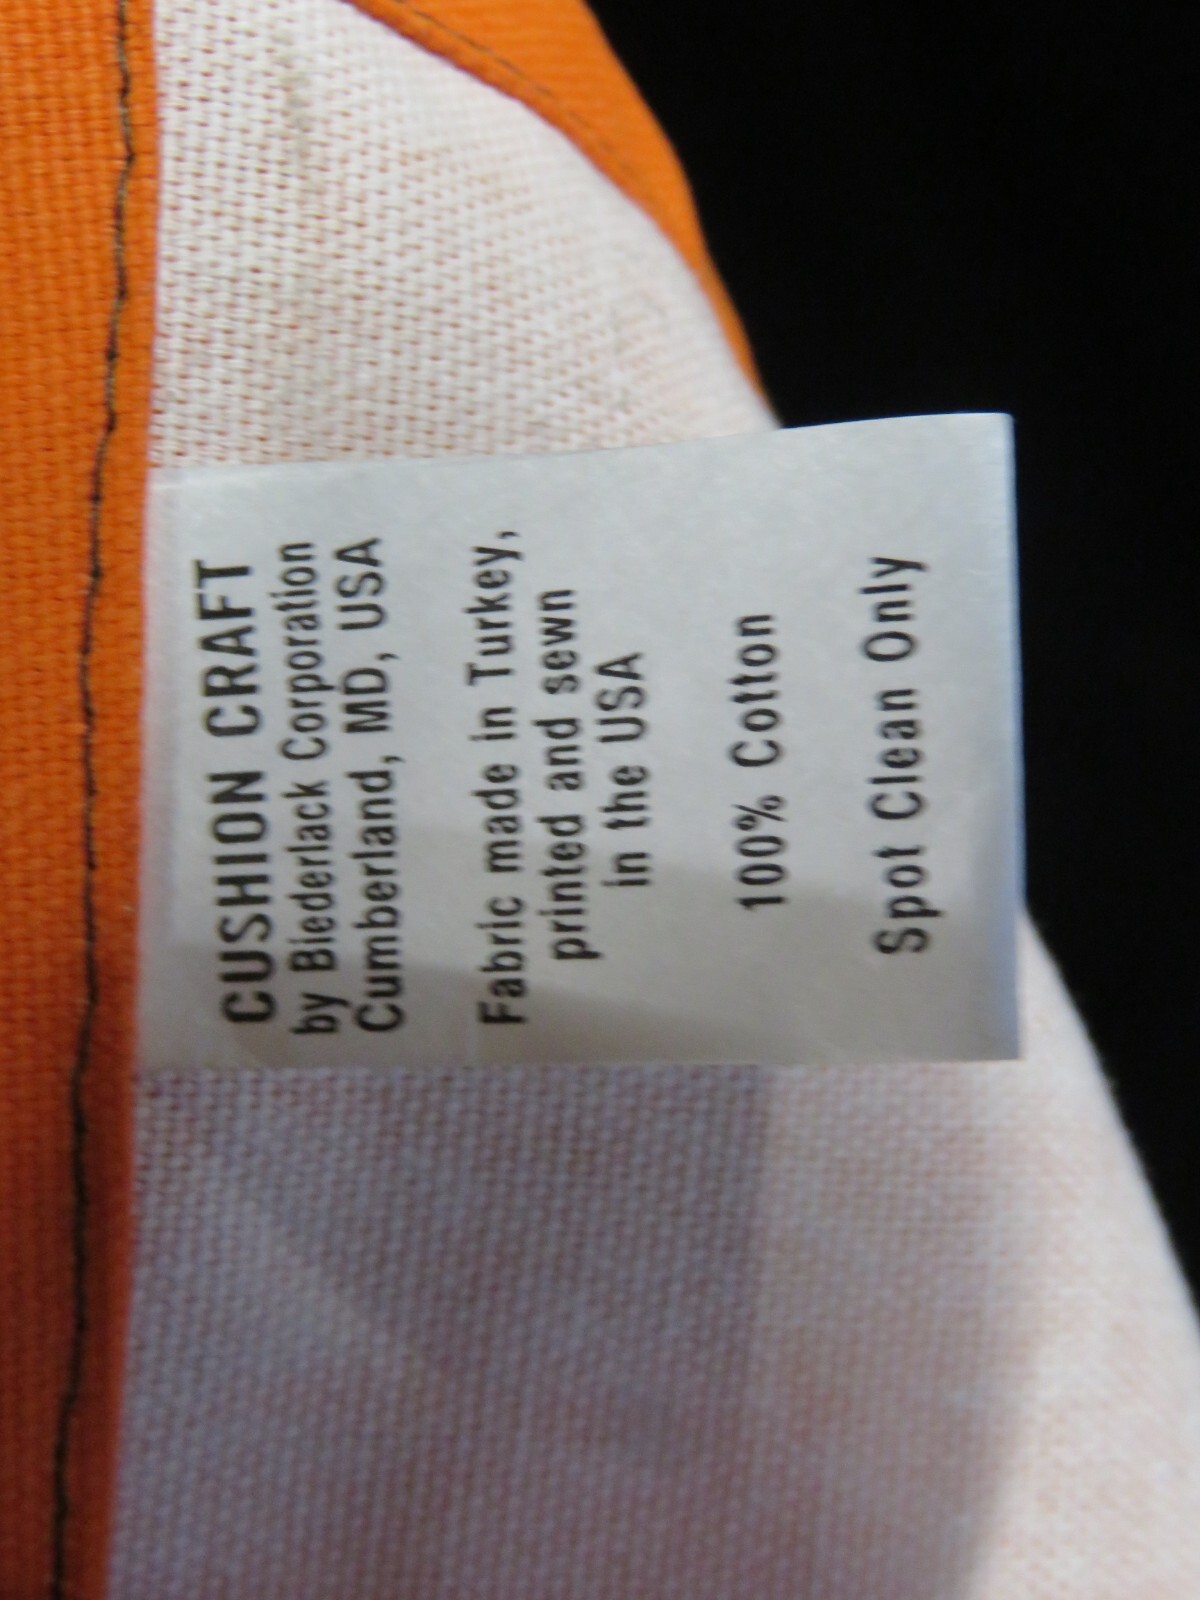 CUSHION CRAFT
by Biederlack Corporation
Cumberland, MD, USA
Fabric made in Turkey,
printed and sewn
in the USA
100% Cotton
Spot Clean Only